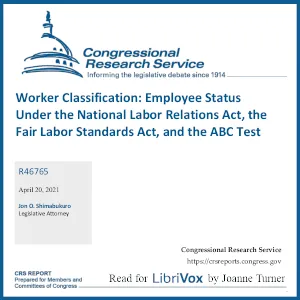 Congressional
Research Service
Informing the legislative debate since 1914
Worker Classification: Employee Status
Under the National Labor Relations Act, the
Fair Labor Standards Act, and the ABC Test
R46765
April 20, 2021
Jon O. Shimabukuro
Legislative Attorney
Congressional Research Service
https://crsreports.congress.gov
CRS REPORT
Prepared for Members and
Committees of Congress
Read for LibriVox by Joanne Turner